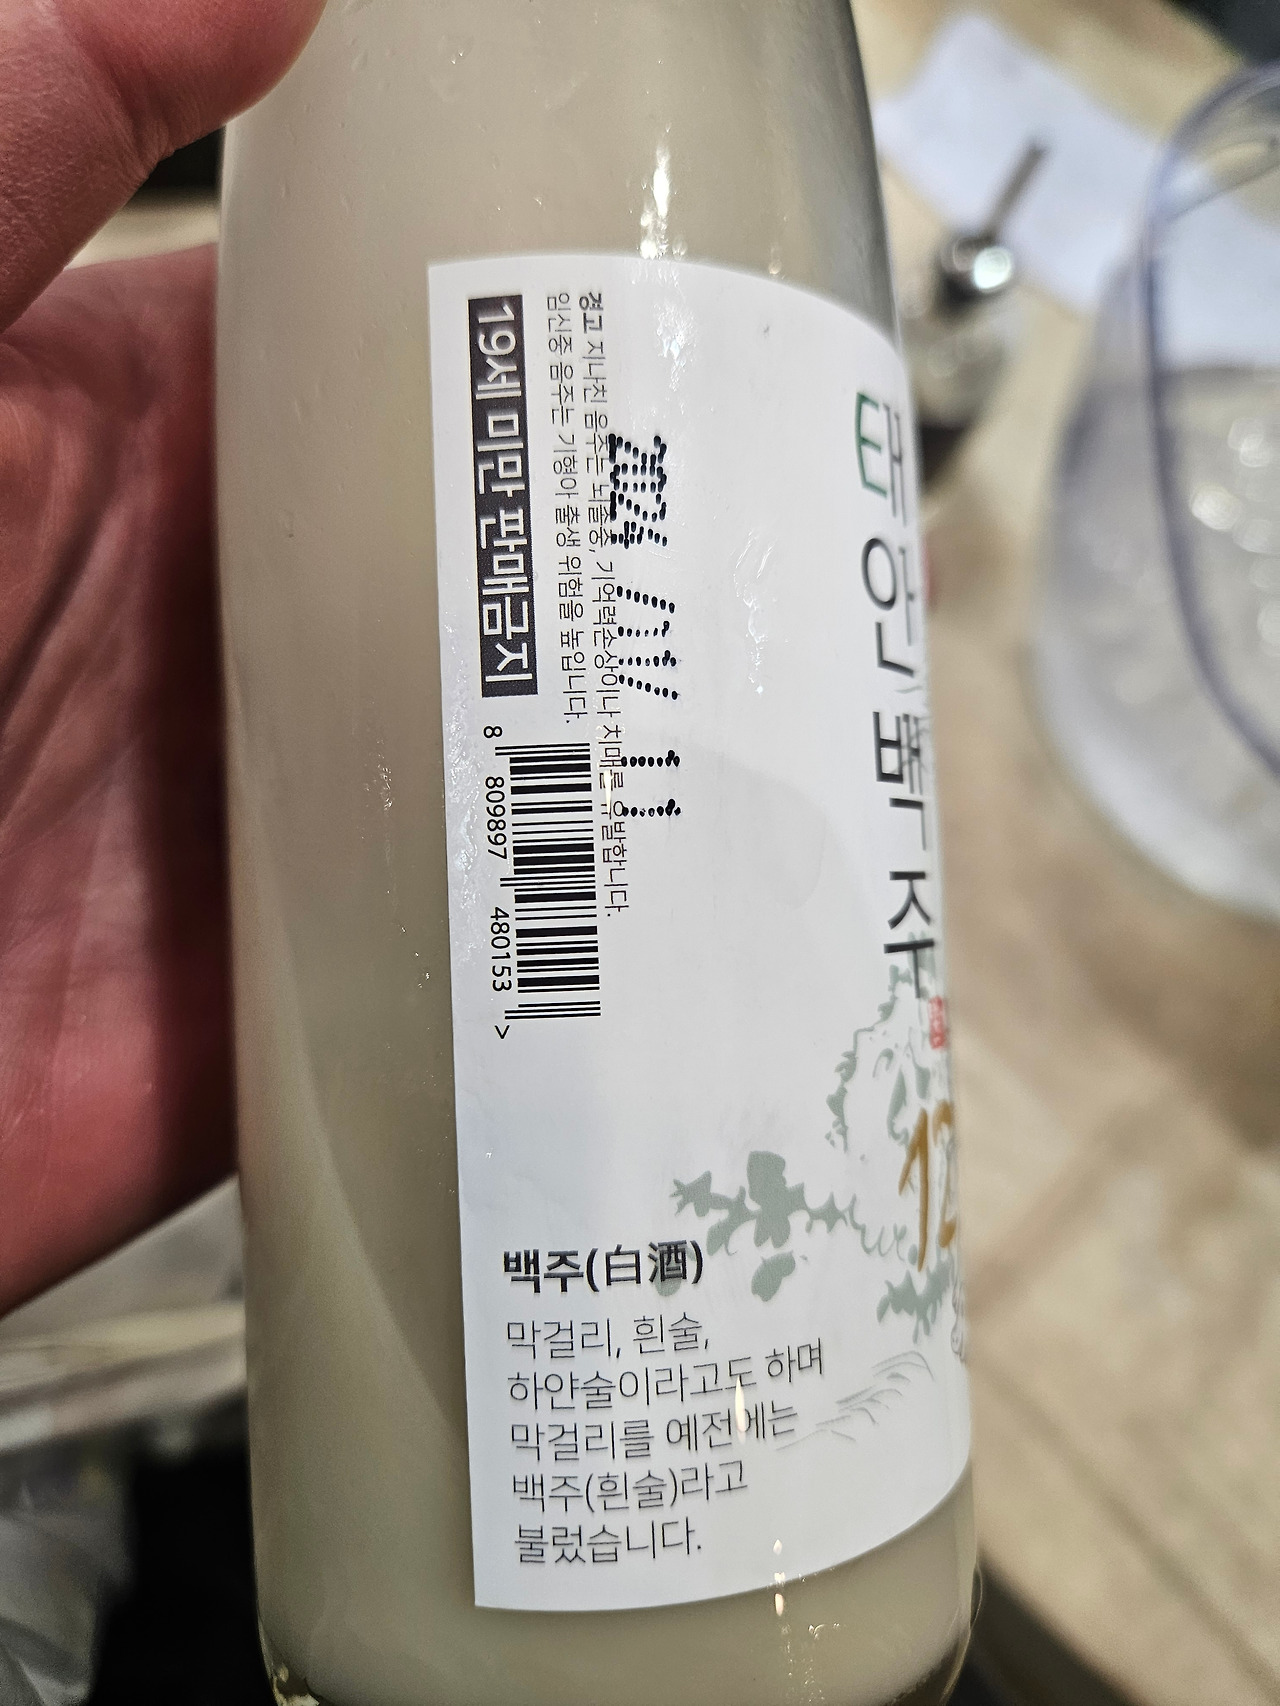 태안백주
12
경고 지나친 음주는 뇌졸중, 기억력손상이나 치매를 유발합니다.
임신중 음주는 기형아 출생 위험을 높입니다.
19세 미만 판매금지
8 809897 480153 >
백주(白酒)
막걸리, 흰술,
하얀술이라고도 하며
막걸리를 예전에는
백주(흰술)라고
불렀습니다.